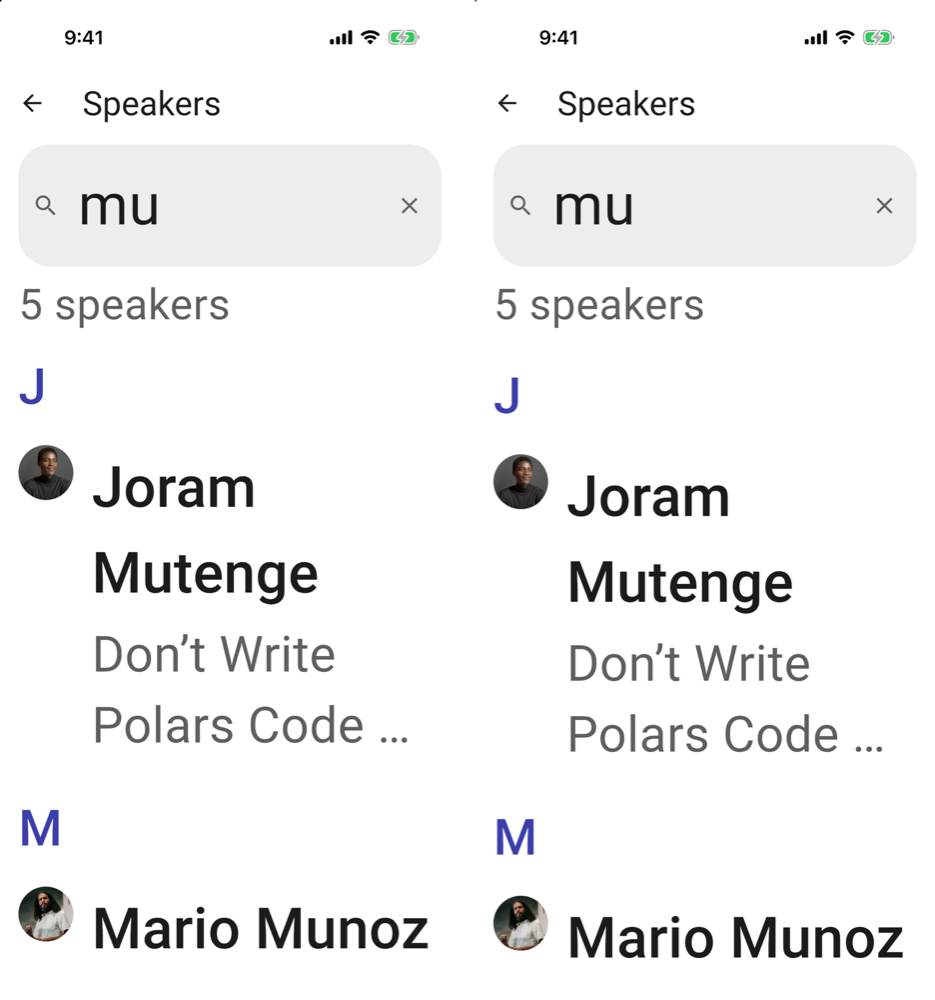 9:41
Speakers
mu
5 speakers
J
Joram
Mutenge
Don’t Write
Polars Code ...
M
Mario Munoz
9:41
Speakers
mu
5 speakers
J
Joram
Mutenge
Don’t Write
Polars Code ...
M
Mario Munoz